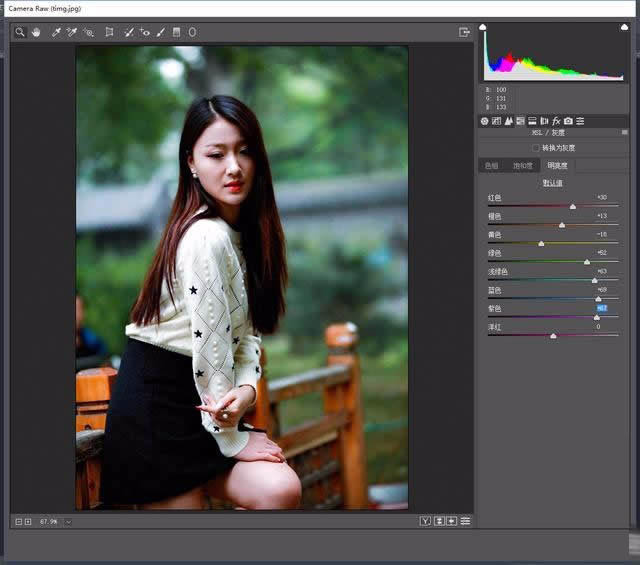 Camera Raw (timg.jpg)
R: 100
G: 131
B: 133
HSL / 灰度
转换为灰度
色相 饱和度 明亮度
默认值
红色 +30
橙色 +13
黄色 -18
绿色 +52
浅绿色 +63
蓝色 +69
紫色 +67
洋红 0
67.9%